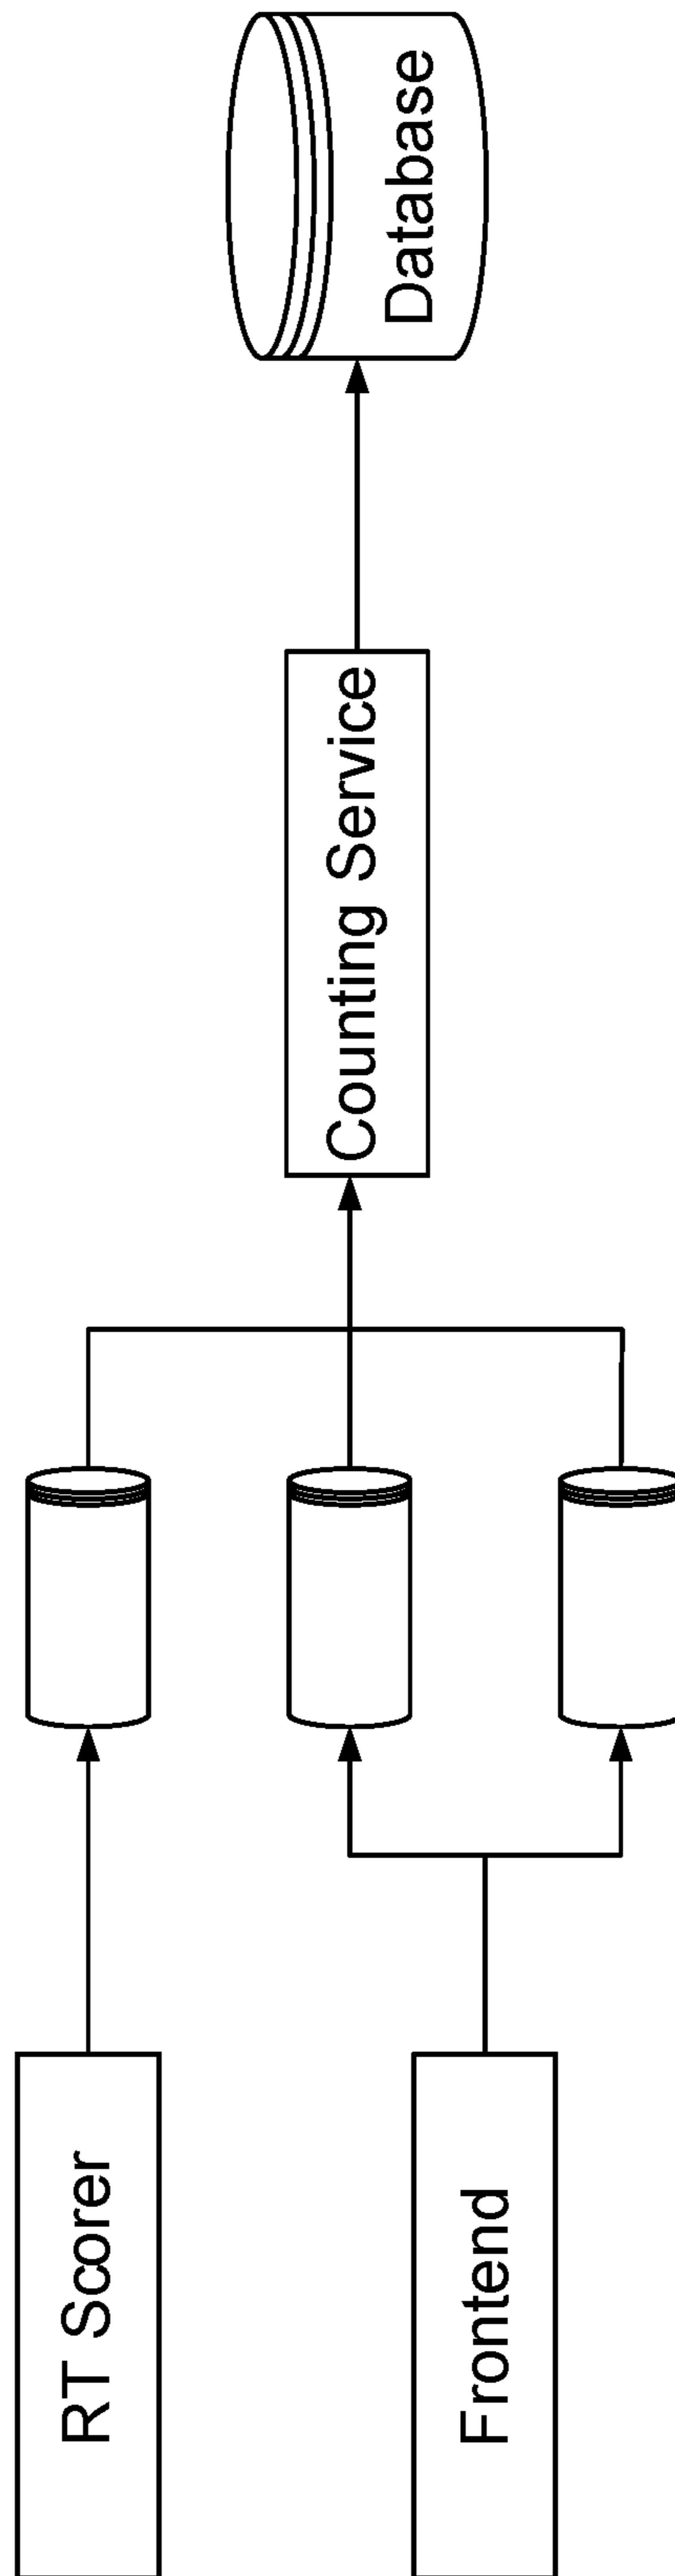 RT Scorer
Frontend
Counting Service
Database